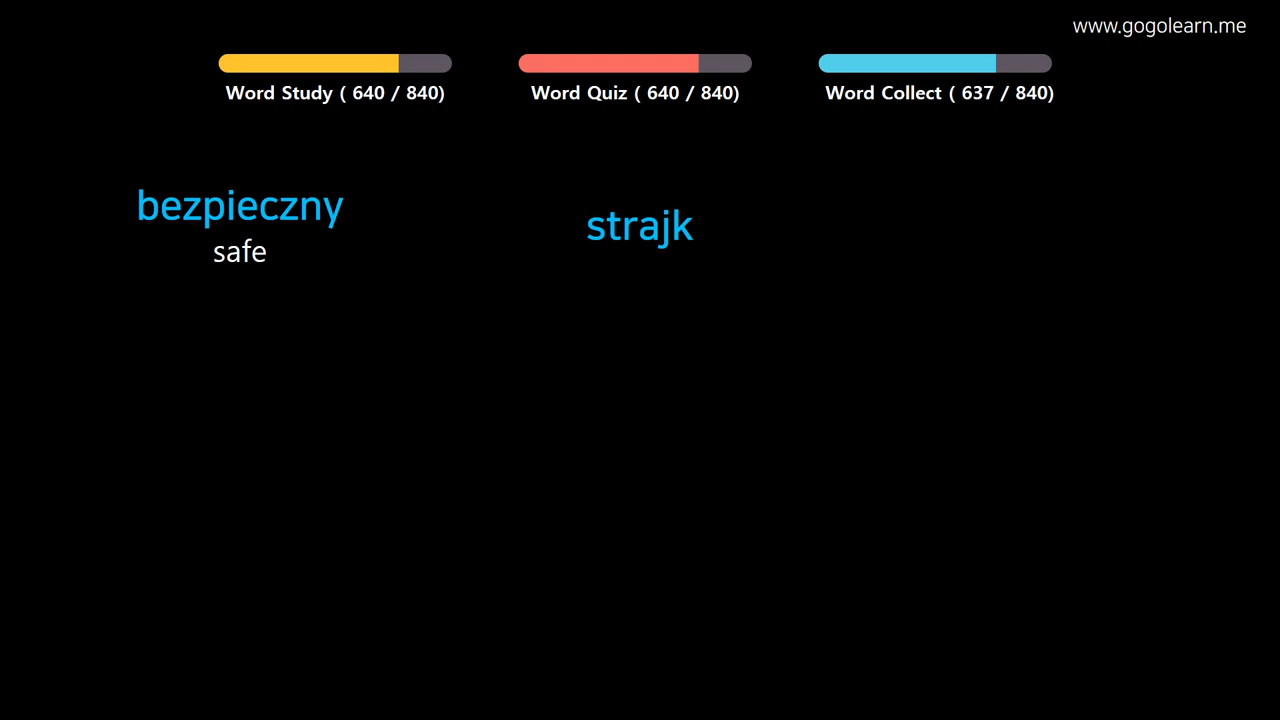 www.gogolearn.me
Word Study ( 640 / 840)
Word Quiz ( 640 / 840)
Word Collect ( 637 / 840)
bezpieczny
safe
strajk